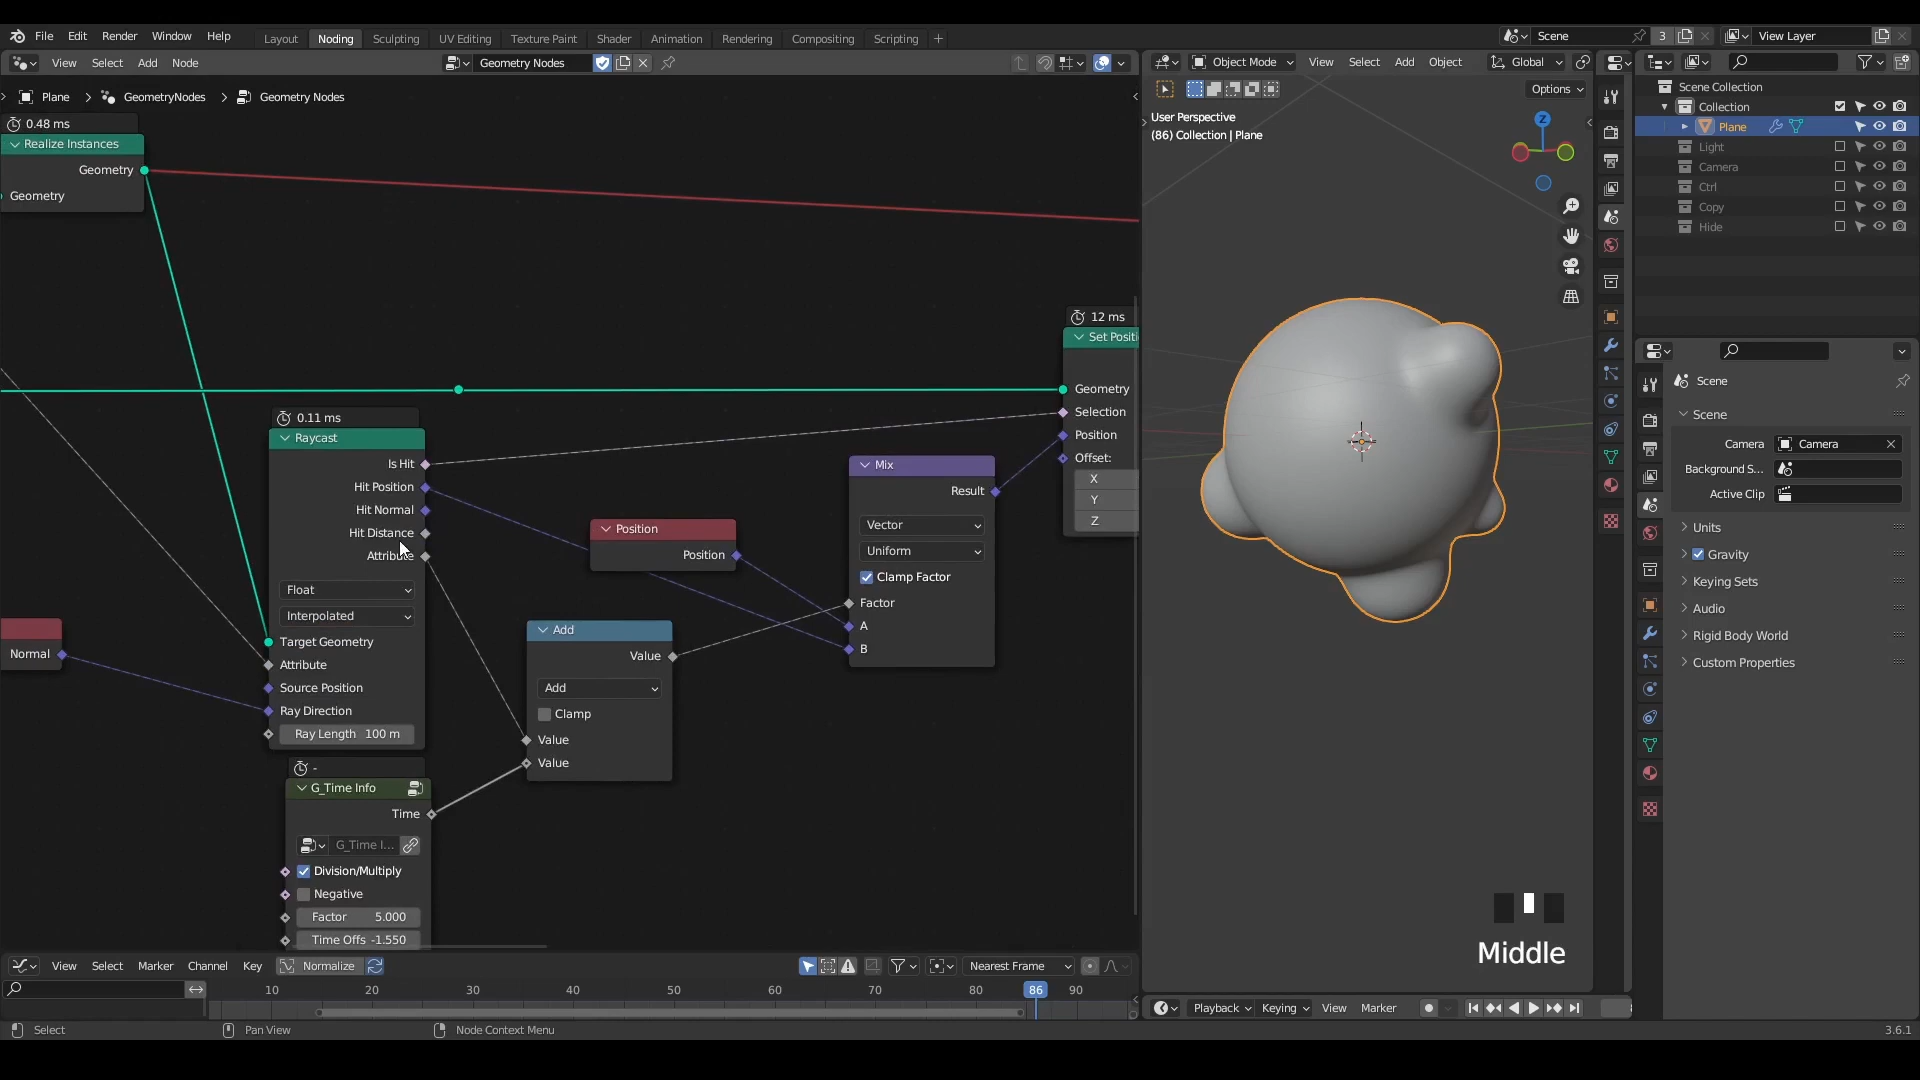 File Edit Render Window Help Layout Noding Sculpting UV Editing Texture Paint Shader Animation Rendering Compositing Scripting + Scene 3 View Layer
View Select Add Node Geometry Nodes
Object Mode View Select Add Object Global
Plane > GeometryNodes > Geometry Nodes
Options
User Perspective
(86) Collection | Plane
Z
Scene Collection
Collection
Plane
Light
Camera
Ctrl
Copy
Hide
0.48 ms
Realize Instances
Geometry
Geometry
12 ms
Set Positi
Geometry
Selection
Position
Offset:
X
Y
Z
0.11 ms
Raycast
Is Hit
Hit Position
Hit Normal
Hit Distance
Attribute
Float
Interpolated
Target Geometry
Attribute
Source Position
Ray Direction
Ray Length 100 m
Normal
Position
Position
Mix
Result
Vector
Uniform
Clamp Factor
Factor
A
B
Add
Value
Add
Clamp
Value
Value
-
G_Time Info
Time
G_Time I...
Division/Multiply
Negative
Factor 5.000
Time Offs -1.550
Scene
Scene
Camera Camera
Background S...
Active Clip
Units
Gravity
Keying Sets
Audio
Rigid Body World
Custom Properties
Middle
View Select Marker Channel Key Normalize Nearest Frame
10 20 30 40 50 60 70 80 86 90
Playback Keying View Marker
Select Pan View Node Context Menu 3.6.1